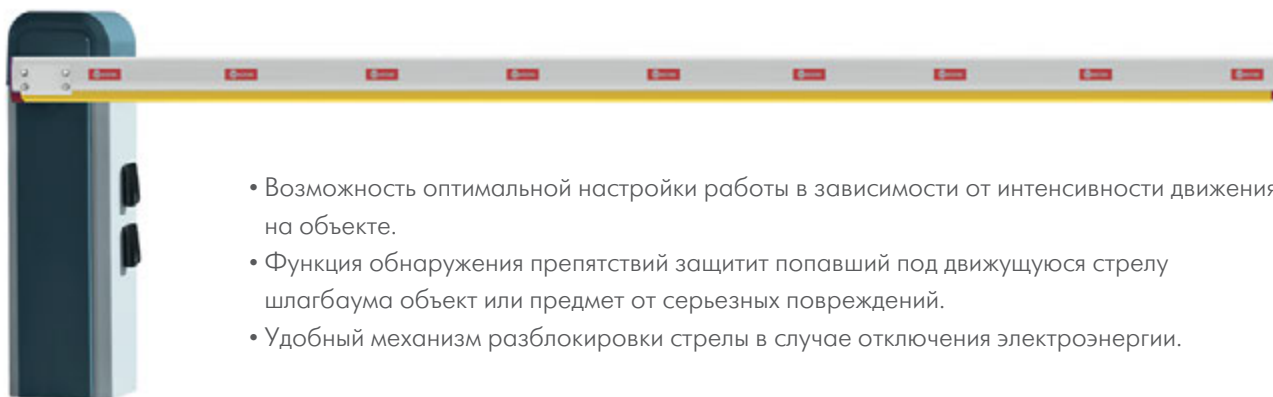 • Возможность оптимальной настройки работы в зависимости от интенсивности движения
на объекте.
• Функция обнаружения препятствий защитит попавший под движущуюся стрелу
шлагбаума объект или предмет от серьезных повреждений.
• Удобный механизм разблокировки стрелы в случае отключения электроэнергии.